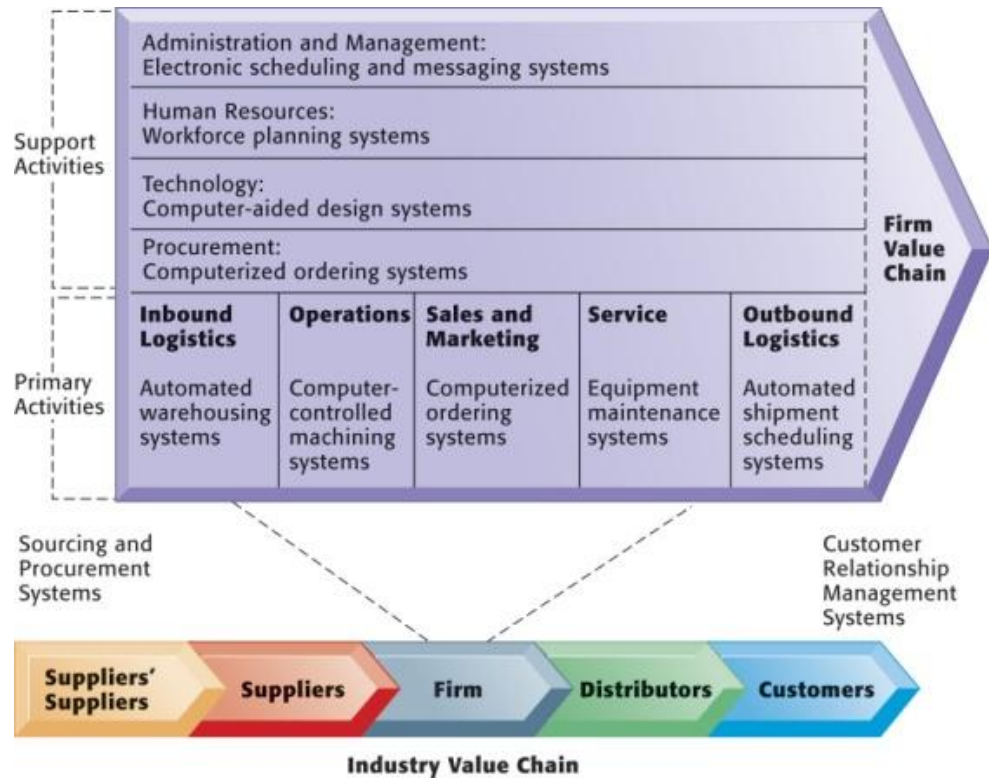 Administration and Management:
Electronic scheduling and messaging systems
Human Resources:
Workforce planning systems
Technology:
Computer-aided design systems
Procurement:
Computerized ordering systems
Support
Activities
Firm
Value
Chain
Primary
Activities
Inbound
Logistics
Automated
warehousing
systems
Operations
Computer-
controlled
machining
systems
Sales and
Marketing
Computerized
ordering
systems
Service
Equipment
maintenance
systems
Outbound
Logistics
Automated
shipment
scheduling
systems
Sourcing and
Procurement
Systems
Customer
Relationship
Management
Systems
Suppliers'
Suppliers
Suppliers
Firm
Distributors
Customers
Industry Value Chain